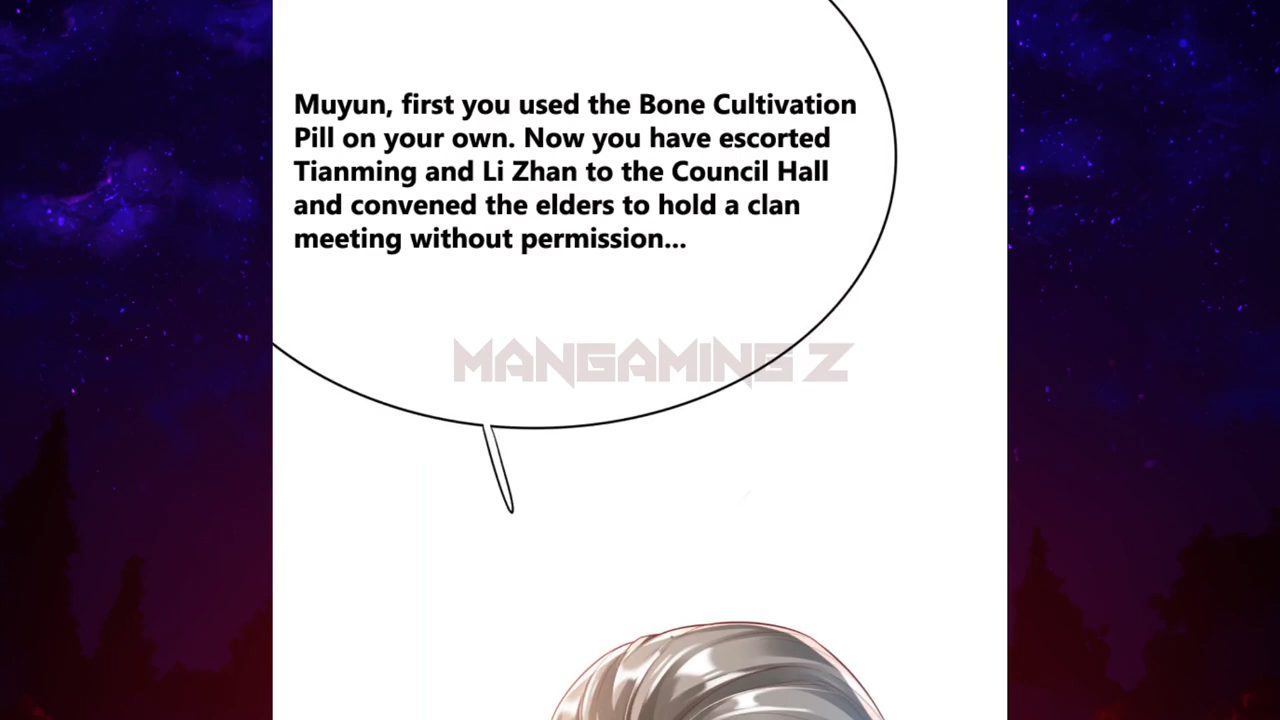 Muyun, first you used the Bone Cultivation
Pill on your own. Now you have escorted
Tianming and Li Zhan to the Council Hall
and convened the elders to hold a clan
meeting without permission...
MANGAMING Z